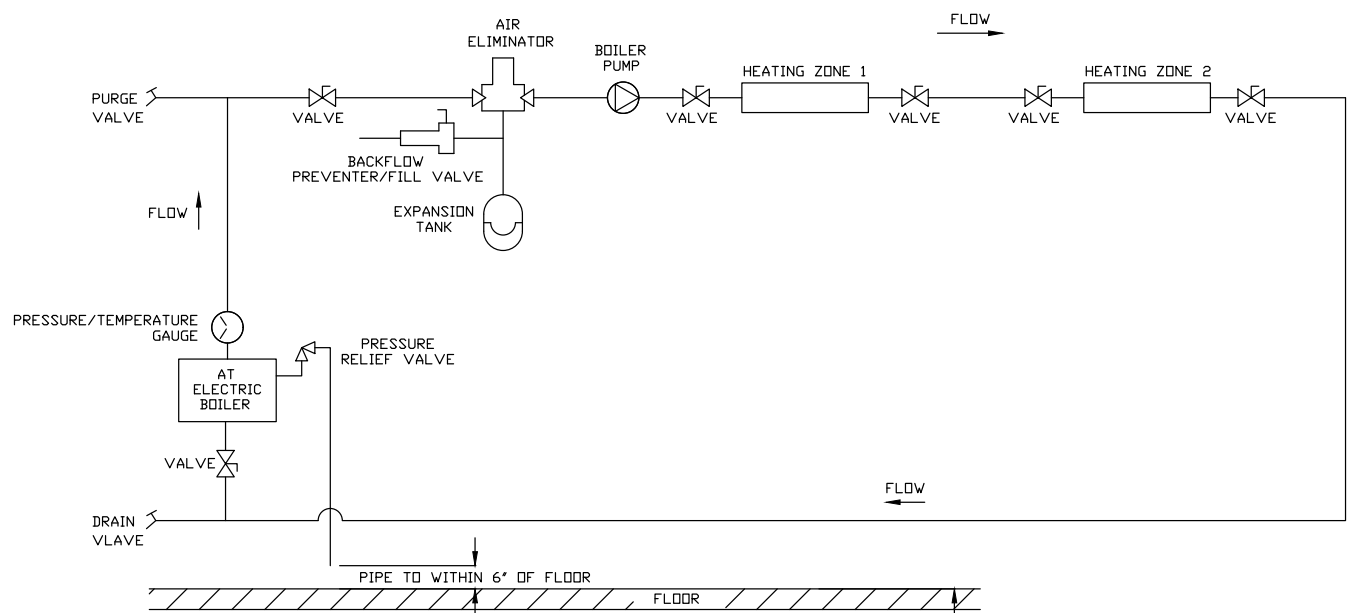 AIR
ELIMINATOR
FLOW
BOILER
PUMP
HEATING ZONE 1
HEATING ZONE 2
PURGE
VALVE
VALVE
VALVE
VALVE
VALVE
VALVE
BACKFLOW
PREVENTER/FILL VALVE
FLOW
EXPANSION
TANK
PRESSURE/TEMPERATURE
GAUGE
PRESSURE
RELIEF VALVE
AT
ELECTRIC
BOILER
VALVE
FLOW
DRAIN
VLAVE
PIPE TO WITHIN 6" OF FLOOR
FLOOR